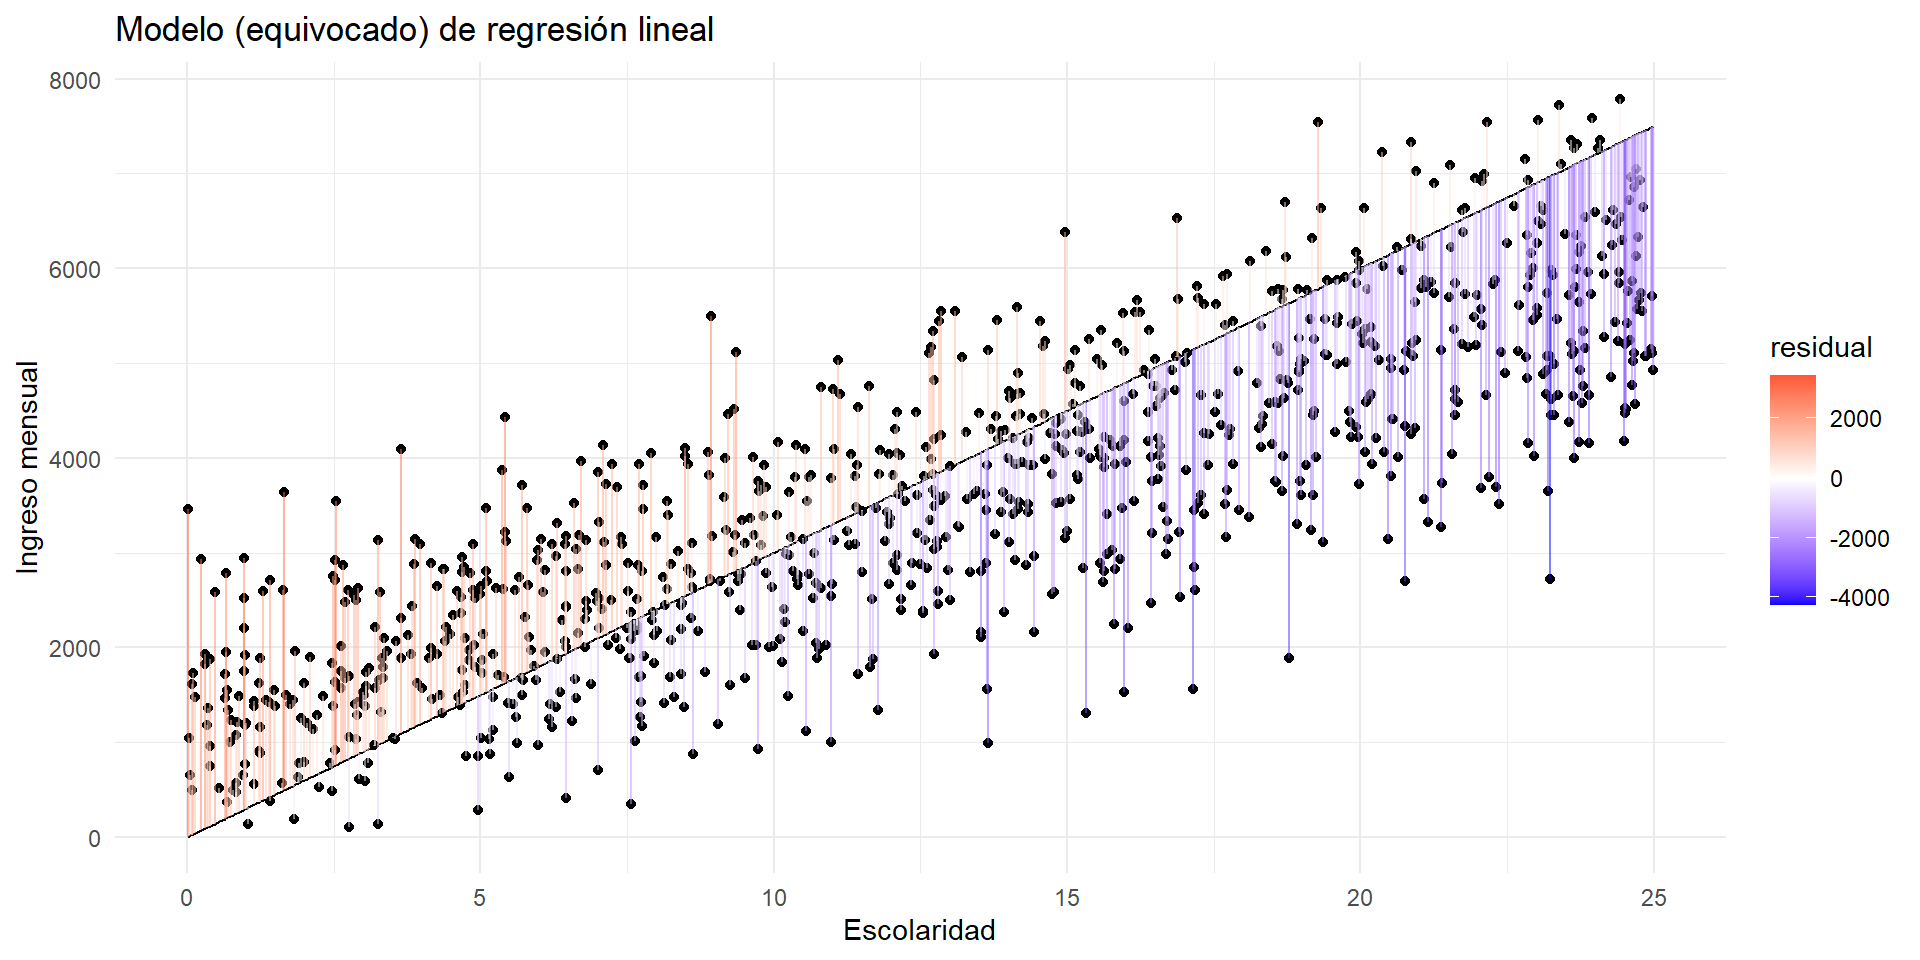 Modelo (equivocado) de regresión lineal
8000
6000
4000
2000
0
Ingreso mensual
0 5 10 15 20 25
Escolaridad
residual
2000
0
-2000
-4000